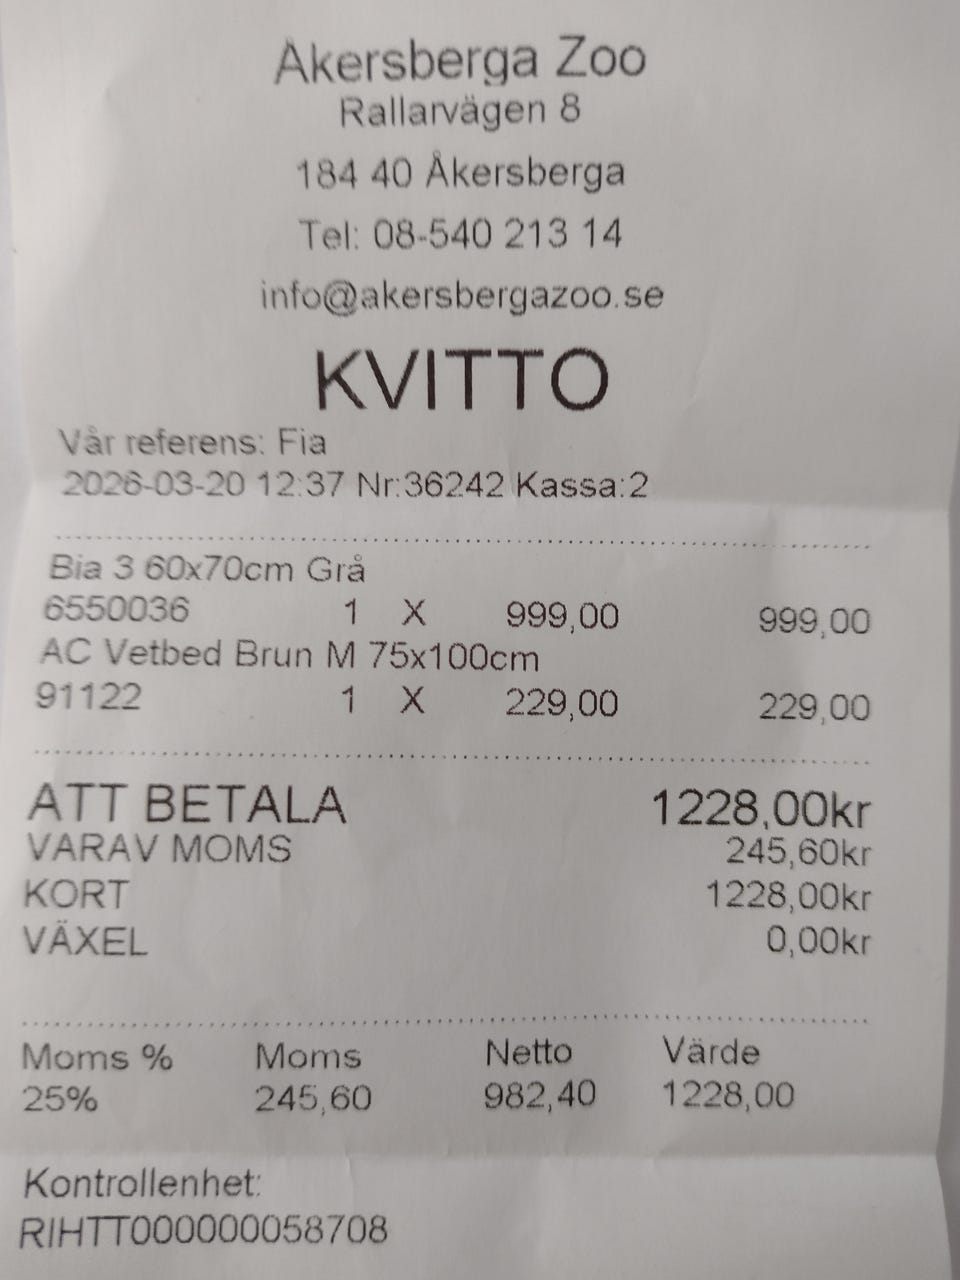 Åkersberga Zoo
Rallarvägen 8
184 40 Åkersberga
Tel: 08-540 213 14
info@akersbergazoo.se
KVITTO
Vår referens: Fia
2026-03-20 12:37 Nr:36242 Kassa:2
Bia 3 60x70cm Grå
6550036 1 X 999,00 999,00
AC Vetbed Brun M 75x100cm
91122 1 X 229,00 229,00
ATT BETALA 1228,00kr
VARAV MOMS 245,60kr
KORT 1228,00kr
VÄXEL 0,00kr
Moms % Moms Netto Värde
25% 245,60 982,40 1228,00
Kontrollenhet:
RIHTT000000058708